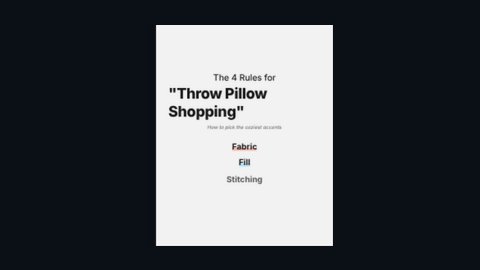 The 4 Rules for
"Throw Pillow
Shopping"
How to pick the coziest accents
Fabric
Fill
Stitching